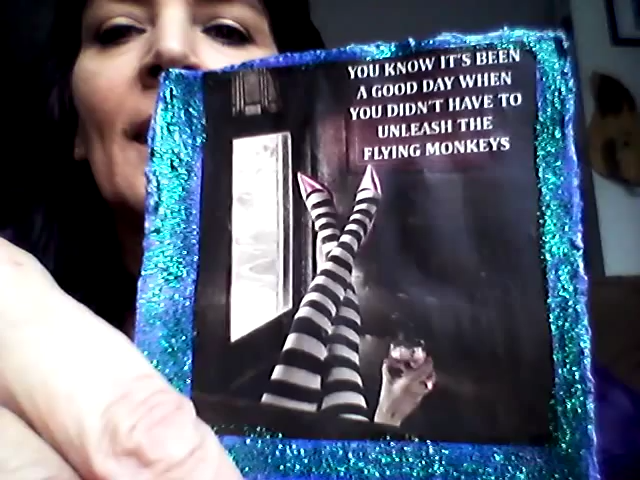 YOU KNOW IT'S BEEN
A GOOD DAY WHEN
YOU DIDN'T HAVE TO
UNLEASH THE
FLYING MONKEYS